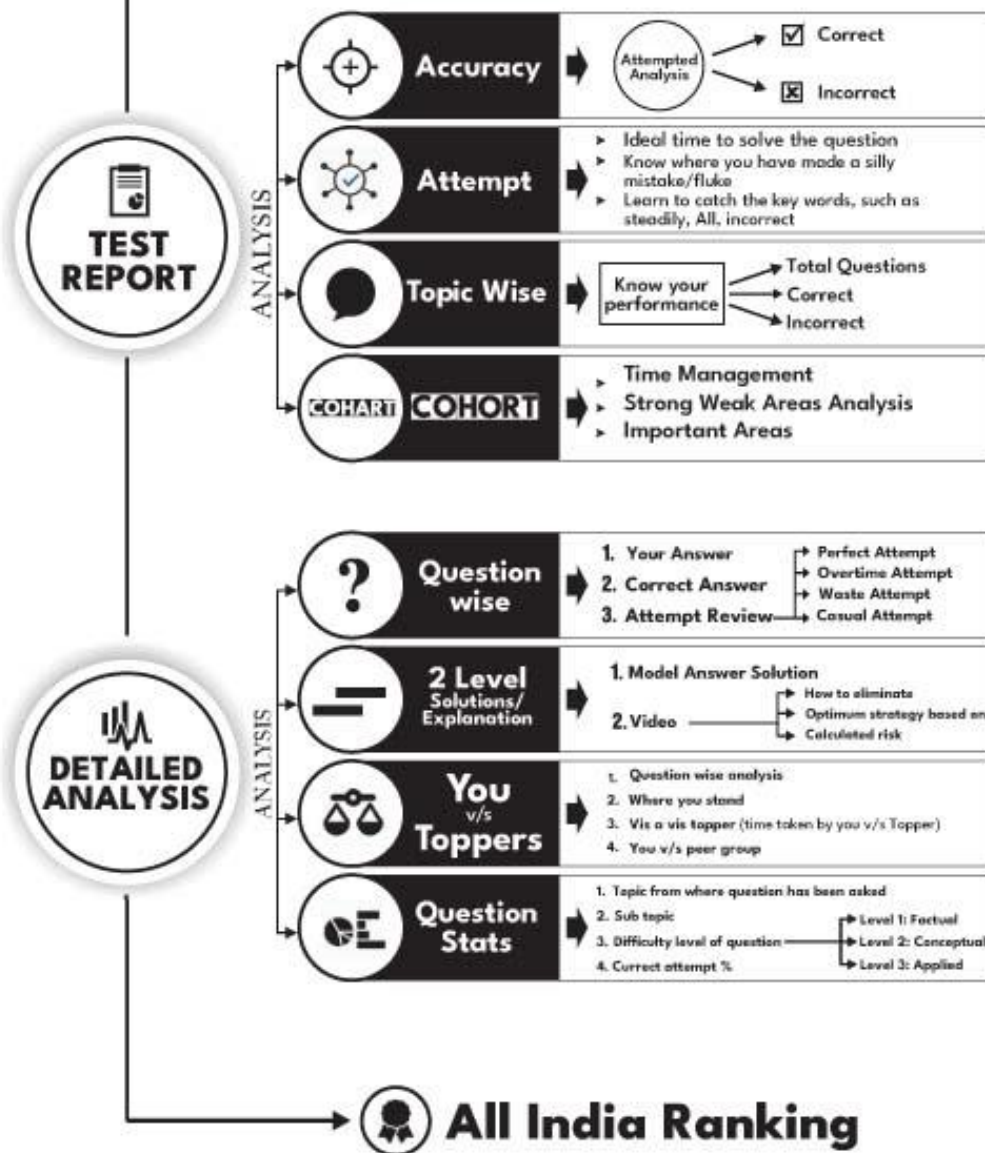 TEST
REPORT
ANALYSIS
Accuracy
Attempted
Analysis
Correct
Incorrect
Attempt
➤ Ideal time to solve the question
➤ Know where you have made a silly
mistake/fluke
➤ Learn to catch the key words, such as
steadily, All, incorrect
Topic Wise
Know your
performance
Total Questions
Correct
Incorrect
COHART
COHORT
➤ Time Management
➤ Strong Weak Areas Analysis
➤ Important Areas
DETAILED
ANALYSIS
ANALYSIS
?
Question
wise
1. Your Answer
2. Correct Answer
3. Attempt Review
Perfect Attempt
Overtime Attempt
Waste Attempt
Casual Attempt
2 Level
Solutions/
Explanation
1. Model Answer Solution
2. Video
How to eliminate
Optimum strategy based on
Calculated risk
You
v/s
Toppers
1. Question wise analysis
2. Where you stand
3. Vis a vis topper (time taken by you v/s Topper)
4. You v/s peer group
Question
Stats
1. Topic from where question has been asked
2. Sub topic
3. Difficulty level of question
4. Currect attempt %
Level 1: Factual
Level 2: Conceptual
Level 3: Applied
All India Ranking